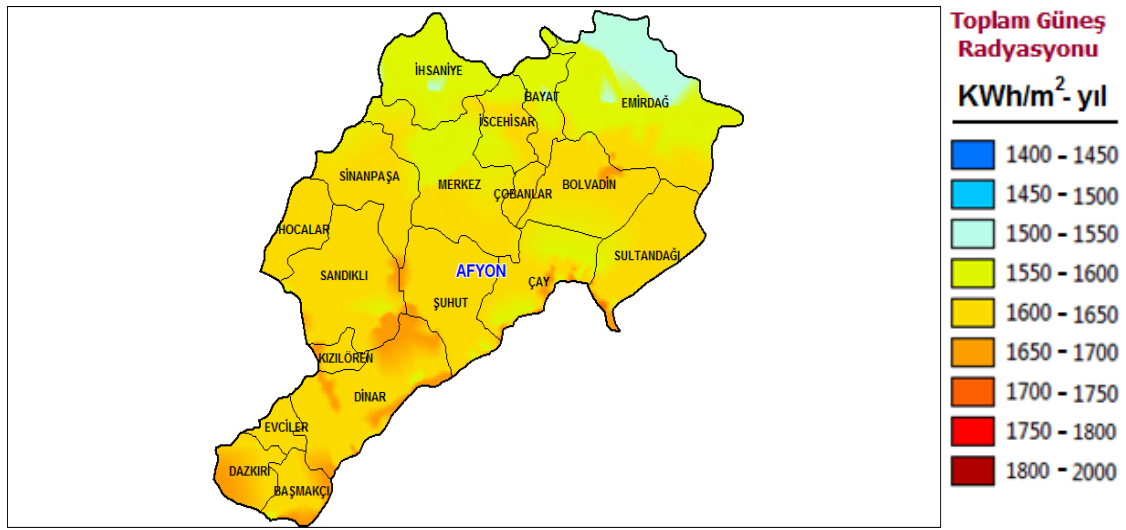 Toplam Güneş
Radyasyonu
KWh/m²- yıl
1400 - 1450
1450 - 1500
1500 - 1550
1550 - 1600
1600 - 1650
1650 - 1700
1700 - 1750
1750 - 1800
1800 - 2000
İHSANİYE
BAYAT
EMİRDAĞ
İSCEHİSAR
SİNANPAŞA
MERKEZ
ÇOBANLAR
BOLVADİN
HOCALAR
SULTANDAĞI
SANDIKLI
AFYON
ÇAY
ŞUHUT
KIZILÖREN
DİNAR
EVCİLER
DAZKIRI
BAŞMAKÇI